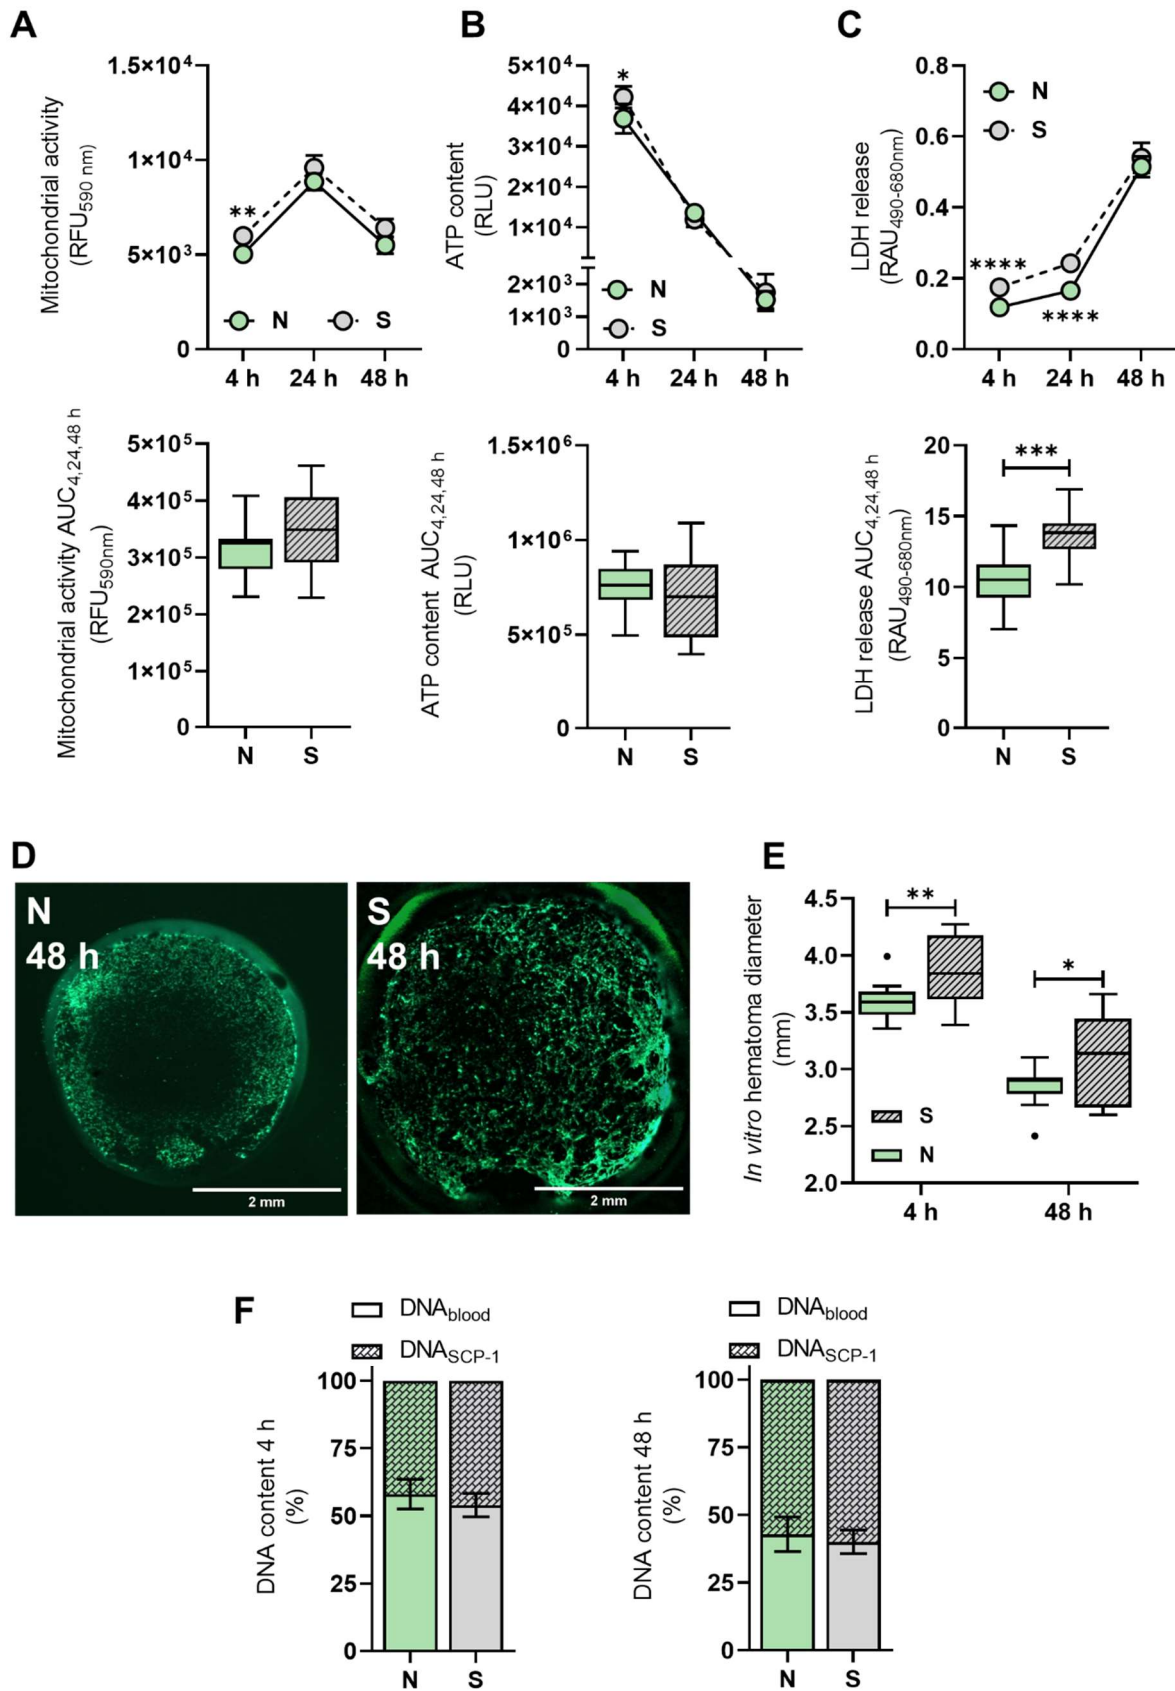 A
Mitochondrial activity
(RFU590 nm)
1.5×10⁴
1×10⁴
5×10³
0
**
N
S
4 h
24 h
48 h
B
ATP content
(RLU)
5×10⁴
4×10⁴
3×10⁴
2×10⁴
1×10⁴
2×10³
1×10³
0
*
N
S
4 h
24 h
48 h
C
LDH release
(RAU490-680nm)
0.8
0.6
0.4
0.2
0.0
N
S
****
****
4 h
24 h
48 h
Mitochondrial activity AUC4,24,48 h
(RFU590nm)
5×10⁵
4×10⁵
3×10⁵
2×10⁵
1×10⁵
0
N
S
ATP content AUC4,24,48 h
(RLU)
1.5×10⁶
1×10⁶
5×10⁵
0
N
S
LDH release AUC4,24,48 h
(RAU490-680nm)
20
15
10
5
0
***
N
S
D
N
48 h
2 mm
S
48 h
2 mm
E
In vitro hematoma diameter
(mm)
4.5
4.0
3.5
3.0
2.5
2.0
**
*
S
N
4 h
48 h
F
DNAblood
DNASCP-1
DNA content 4 h
(%)
100
75
50
25
0
N
S
DNAblood
DNASCP-1
DNA content 48 h
(%)
100
75
50
25
0
N
S